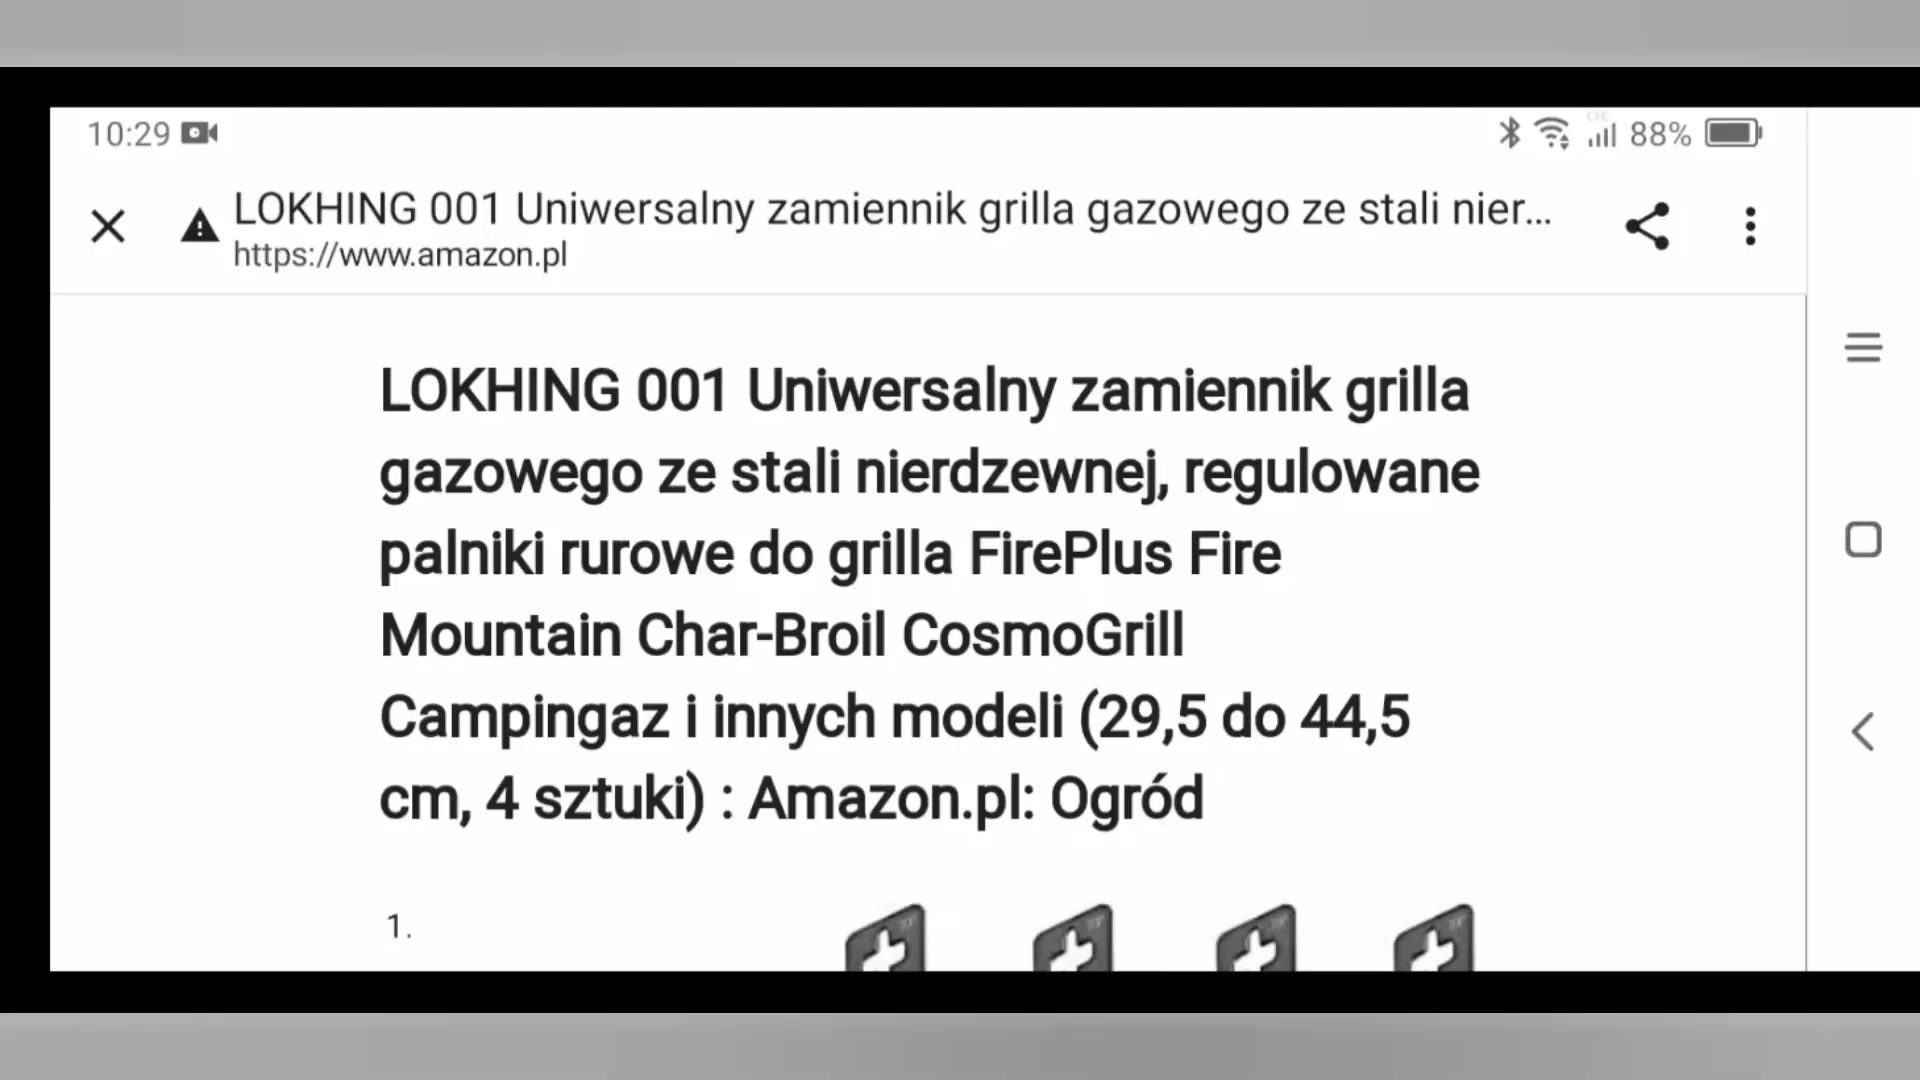 10:29
88%
LOKHING 001 Uniwersalny zamiennik grilla gazowego ze stali nier...
https://www.amazon.pl
LOKHING 001 Uniwersalny zamiennik grilla
gazowego ze stali nierdzewnej, regulowane
palniki rurowe do grilla FirePlus Fire
Mountain Char-Broil CosmoGrill
Campingaz i innych modeli (29,5 do 44,5
cm, 4 sztuki) : Amazon.pl: Ogród
1.